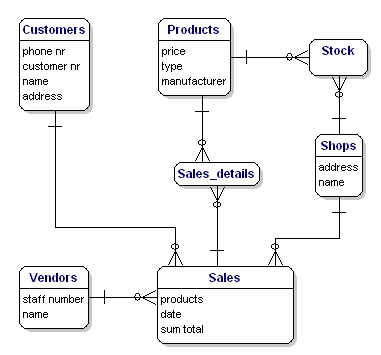 Customers
phone nr
customer nr
name
address
Products
price
type
manufacturer
Stock
Shops
address
name
Sales_details
Vendors
staff number
name
Sales
products
date
sum total